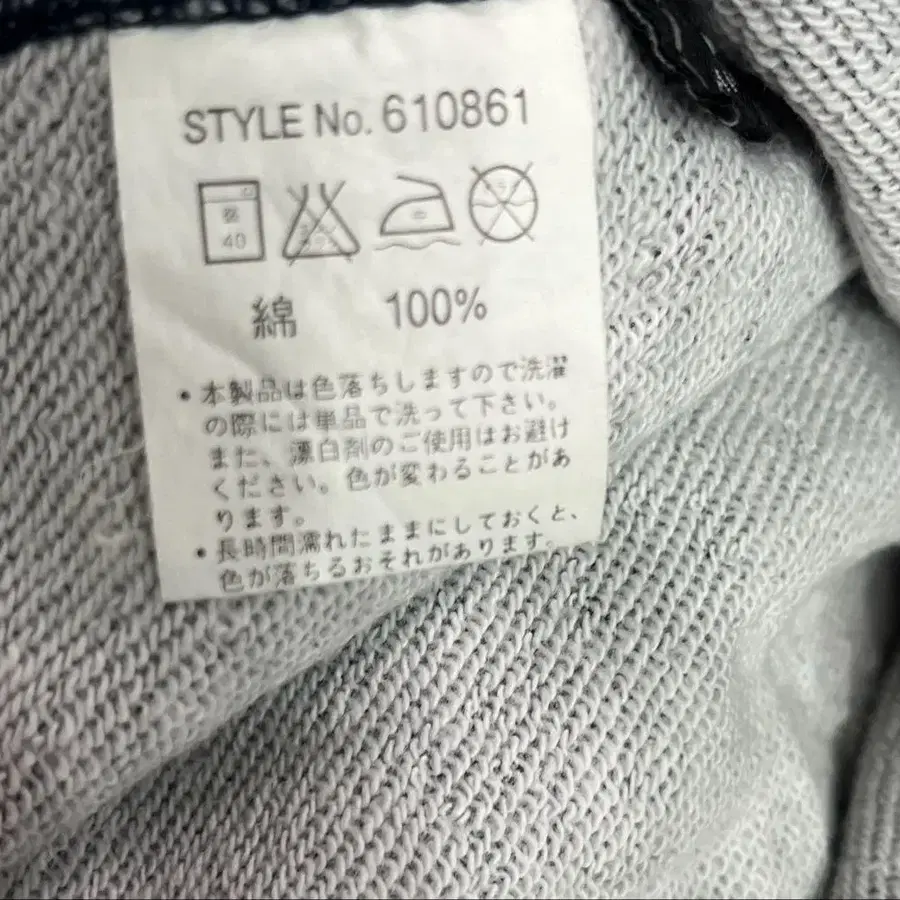 STYLE No. 610861
40
綿 100%
• 本製品は色落ちしますので洗濯
の際には単品で洗って下さい。
また、漂白剤のご使用はお避け
ください。色が変わることがあ
ります。
• 長時間濡れたままにしておくと、
色が落ちるおそれがあります。